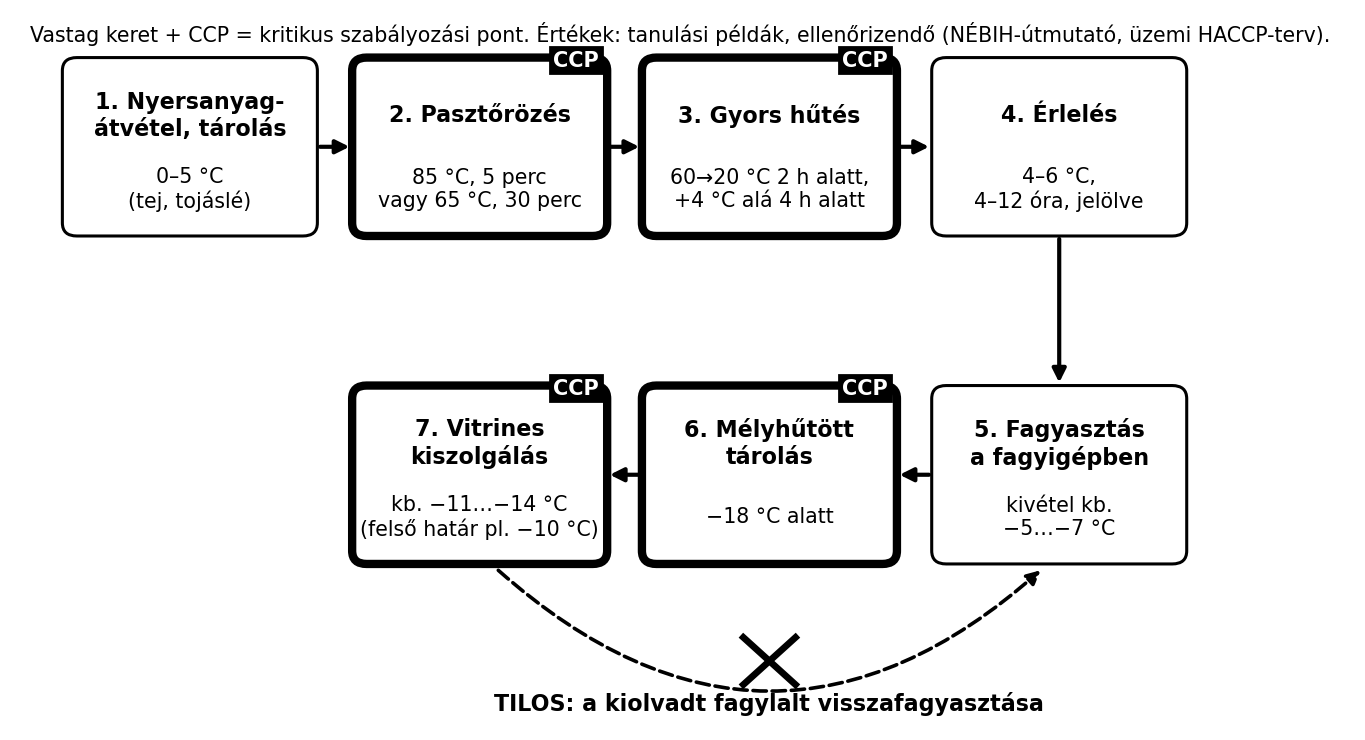 Vastag keret + CCP = kritikus szabályozási pont. Értékek: tanulási példák, ellenőrizendő (NÉBIH-útmutató, üzemi HACCP-terv).
1. Nyersanyag-
átvétel, tárolás
0–5 °C
(tej, tojáslé)
CCP
2. Pasztőrözés
85 °C, 5 perc
vagy 65 °C, 30 perc
CCP
3. Gyors hűtés
60→20 °C 2 h alatt,
+4 °C alá 4 h alatt
4. Érlelés
4–6 °C,
4–12 óra, jelölve
5. Fagyasztás
a fagyigépben
kivétel kb.
−5…−7 °C
CCP
6. Mélyhűtött
tárolás
−18 °C alatt
CCP
7. Vitrines
kiszolgálás
kb. −11…−14 °C
(felső határ pl. −10 °C)
TILOS: a kiolvadt fagylalt visszafagyasztása